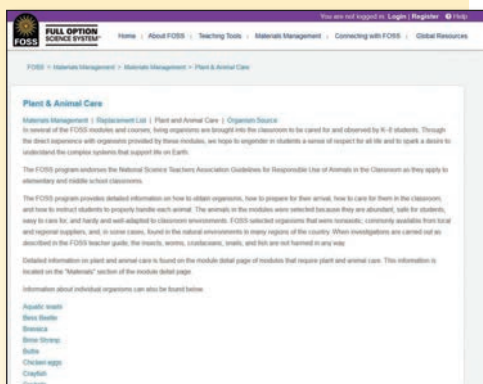 You are not logged in. Login | Register Help
FOSS
FULL OPTION
SCIENCE SYSTEM™
Home | About FOSS | Teaching Tools | Materials Management | Connecting with FOSS | Global Resources
FOSS > Materials Management > Materials Management > Plant & Animal Care
Plant & Animal Care
Materials Management | Replacement List | Plant and Animal Care | Organism Source
In several of the FOSS modules and courses, living organisms are brought into the classroom to be cared for and observed by K–8 students. Through
the direct experience with organisms provided by these modules, we hope to engender in students a sense of respect for all life and to spark a desire to
understand the complex systems that support life on Earth.
The FOSS program endorses the National Science Teachers Association Guidelines for Responsible Use of Animals in the Classroom as they apply to
elementary and middle school classrooms.
The FOSS program provides detailed information on how to obtain organisms, how to prepare for their arrival, how to care for them in the classroom,
and how to instruct students to properly handle each animal. The animals in the modules were selected because they are abundant, safe for students,
easy to care for, and hardy and well-adapted to classroom environments. FOSS selected organisms that were nonexotic, commonly available from local
and regional suppliers, and, in some cases, found in the natural environments in many regions of the country. When investigations are carried out as
described in the FOSS teacher guide, the insects, worms, crustaceans, snails, and fish are not harmed in any way.
Detailed information on plant and animal care is found on the module detail page of modules that require plant and animal care. This information is
located on the "Materials" section of the module detail page.
Information about individual organisms can also be found below.
Aquatic snails
Bess Beetle
Brassica
Brine Shrimp
Bulbs
Chicken eggs
Crayfish